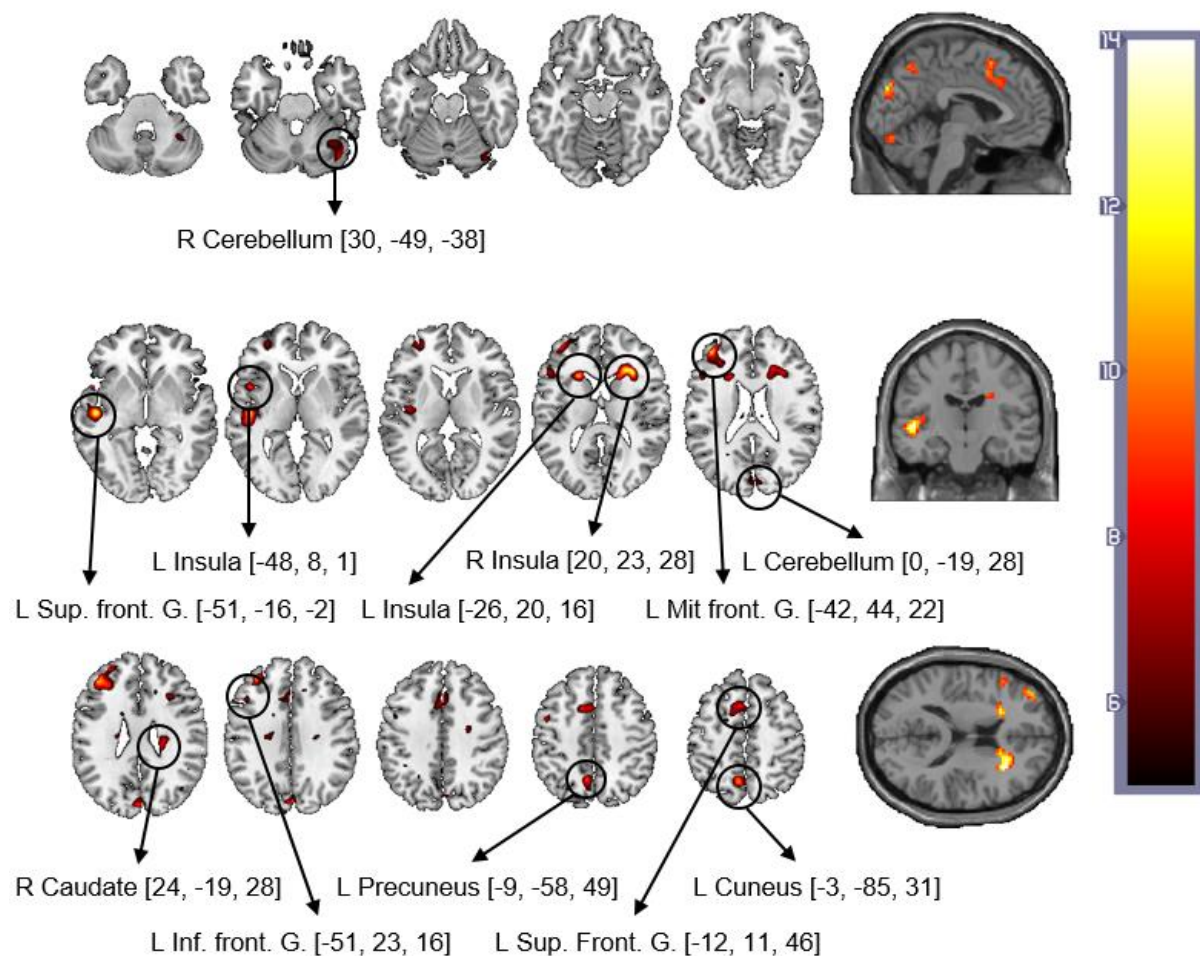 14
12
R Cerebellum [30, -49, -38]
10
8
L Insula [-48, 8, 1]
R Insula [20, 23, 28]
L Cerebellum [0, -19, 28]
L Sup. front. G. [-51, -16, -2]
L Insula [-26, 20, 16]
L Mit front. G. [-42, 44, 22]
6
R Caudate [24, -19, 28]
L Precuneus [-9, -58, 49]
L Cuneus [-3, -85, 31]
L Inf. front. G. [-51, 23, 16]
L Sup. Front. G. [-12, 11, 46]